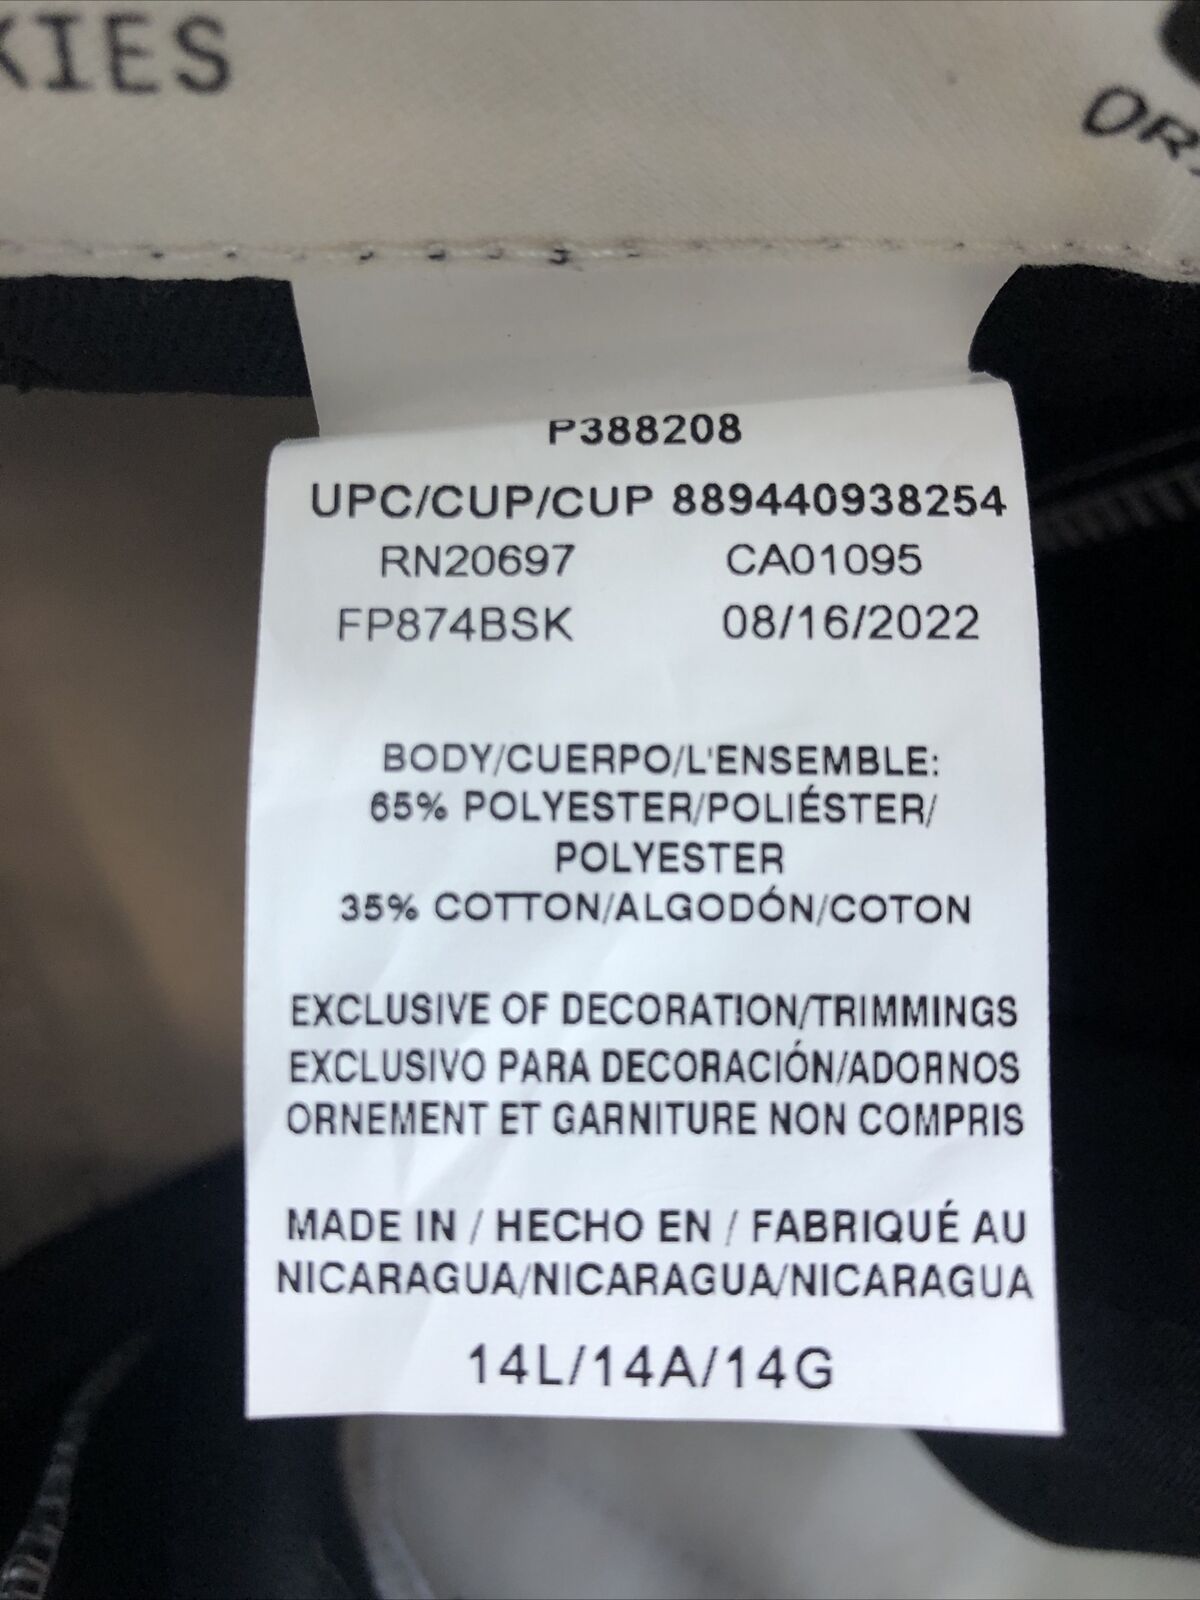 KIES
P388208
UPC/CUP/CUP 889440938254
RN20697 CA01095
FP874BSK 08/16/2022
BODY/CUERPO/L'ENSEMBLE:
65% POLYESTER/POLIÉSTER/
POLYESTER
35% COTTON/ALGODÓN/COTON
EXCLUSIVE OF DECORATION/TRIMMINGS
EXCLUSIVO PARA DECORACIÓN/ADORNOS
ORNEMENT ET GARNITURE NON COMPRIS
MADE IN / HECHO EN / FABRIQUÉ AU
NICARAGUA/NICARAGUA/NICARAGUA
14L/14A/14G